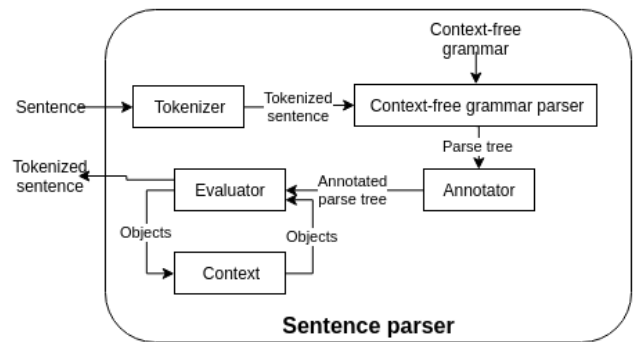 Context-free
grammar
Sentence
Tokenizer
Tokenized
sentence
Context-free grammar parser
Parse tree
Tokenized
sentence
Evaluator
Annotated
parse tree
Annotator
Objects
Objects
Context
Sentence parser